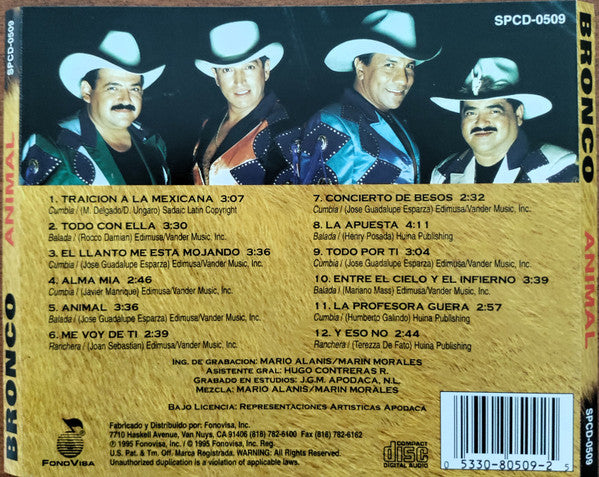 SPCD-0509
SPCD-0509
ANIMAL
BRONCO
BRONCO
ANIMAL
SPCD-0509
1. TRAICION A LA MEXICANA 3:07
Cumbia / (M. Delgado/D. Ungaro) Sadaic Latin Copyright
2. TODO CON ELLA 3:30
Balada / (Rocco Damian) Edimusa/Vander Music, Inc.
3. EL LLANTO ME ESTA MOJANDO 3:36
Cumbia / (Jose Guadalupe Esparza) Edimusa/Vander Music, Inc.
4. ALMA MIA 2:46
Cumbia / (Javier Manrique) Edimusa/Vander Music, Inc.
5. ANIMAL 3:36
Balada / (Jose Guadalupe Esparza) Edimusa/Vander Music, Inc.
6. ME VOY DE TI 2:39
Ranchera / (Joan Sebastian) Edimusa/Vander Music, Inc.
7. CONCIERTO DE BESOS 2:32
Cumbia / (Jose Guadalupe Esparza) Edimusa/Vander Music, Inc.
8. LA APUESTA 4:11
Balada / (Henry Posada) Huina Publishing
9. TODO POR TI 3:04
Cumbia / (Jose Guadalupe Esparza) Edimusa/Vander Music, Inc.
10. ENTRE EL CIELO Y EL INFIERNO 3:39
Balada / (Mariano Mass) Edimusa/Vander Music, Inc.
11. LA PROFESORA GUERA 2:57
Cumbia / (Humberto Galindo) Huina Publishing
12. Y ESO NO 2:44
Ranchera / (Terezza De Fato) Huina Publishing
ING. DE GRABACION: MARIO ALANIS/MARIN MORALES
ASISTENTE GRAL: HUGO CONTRERAS R.
GRABADO EN ESTUDIOS: J.G.M. APODACA, N.L.
MEZCLA: MARIO ALANIS/MARIN MORALES
BAJO LICENCIA: REPRESENTACIONES ARTISTICAS APODACA
FONOVISA
Fabricado y Distribuido por: Fonovisa, Inc.
7710 Haskell Avenue, Van Nuys, CA 91406 (818) 782-6100 Fax (818) 782-6162
© 1995 Fonovisa, Inc. / ℗ 1995 Fonovisa, Inc. Reg.
U.S. Pat. & Tm. Off. Marca Registrada. WARNING: All Rights Reserved.
Unauthorized duplication is a violation of applicable laws.
COMPACT
disc
DIGITAL AUDIO
0 5330-80509-2 5